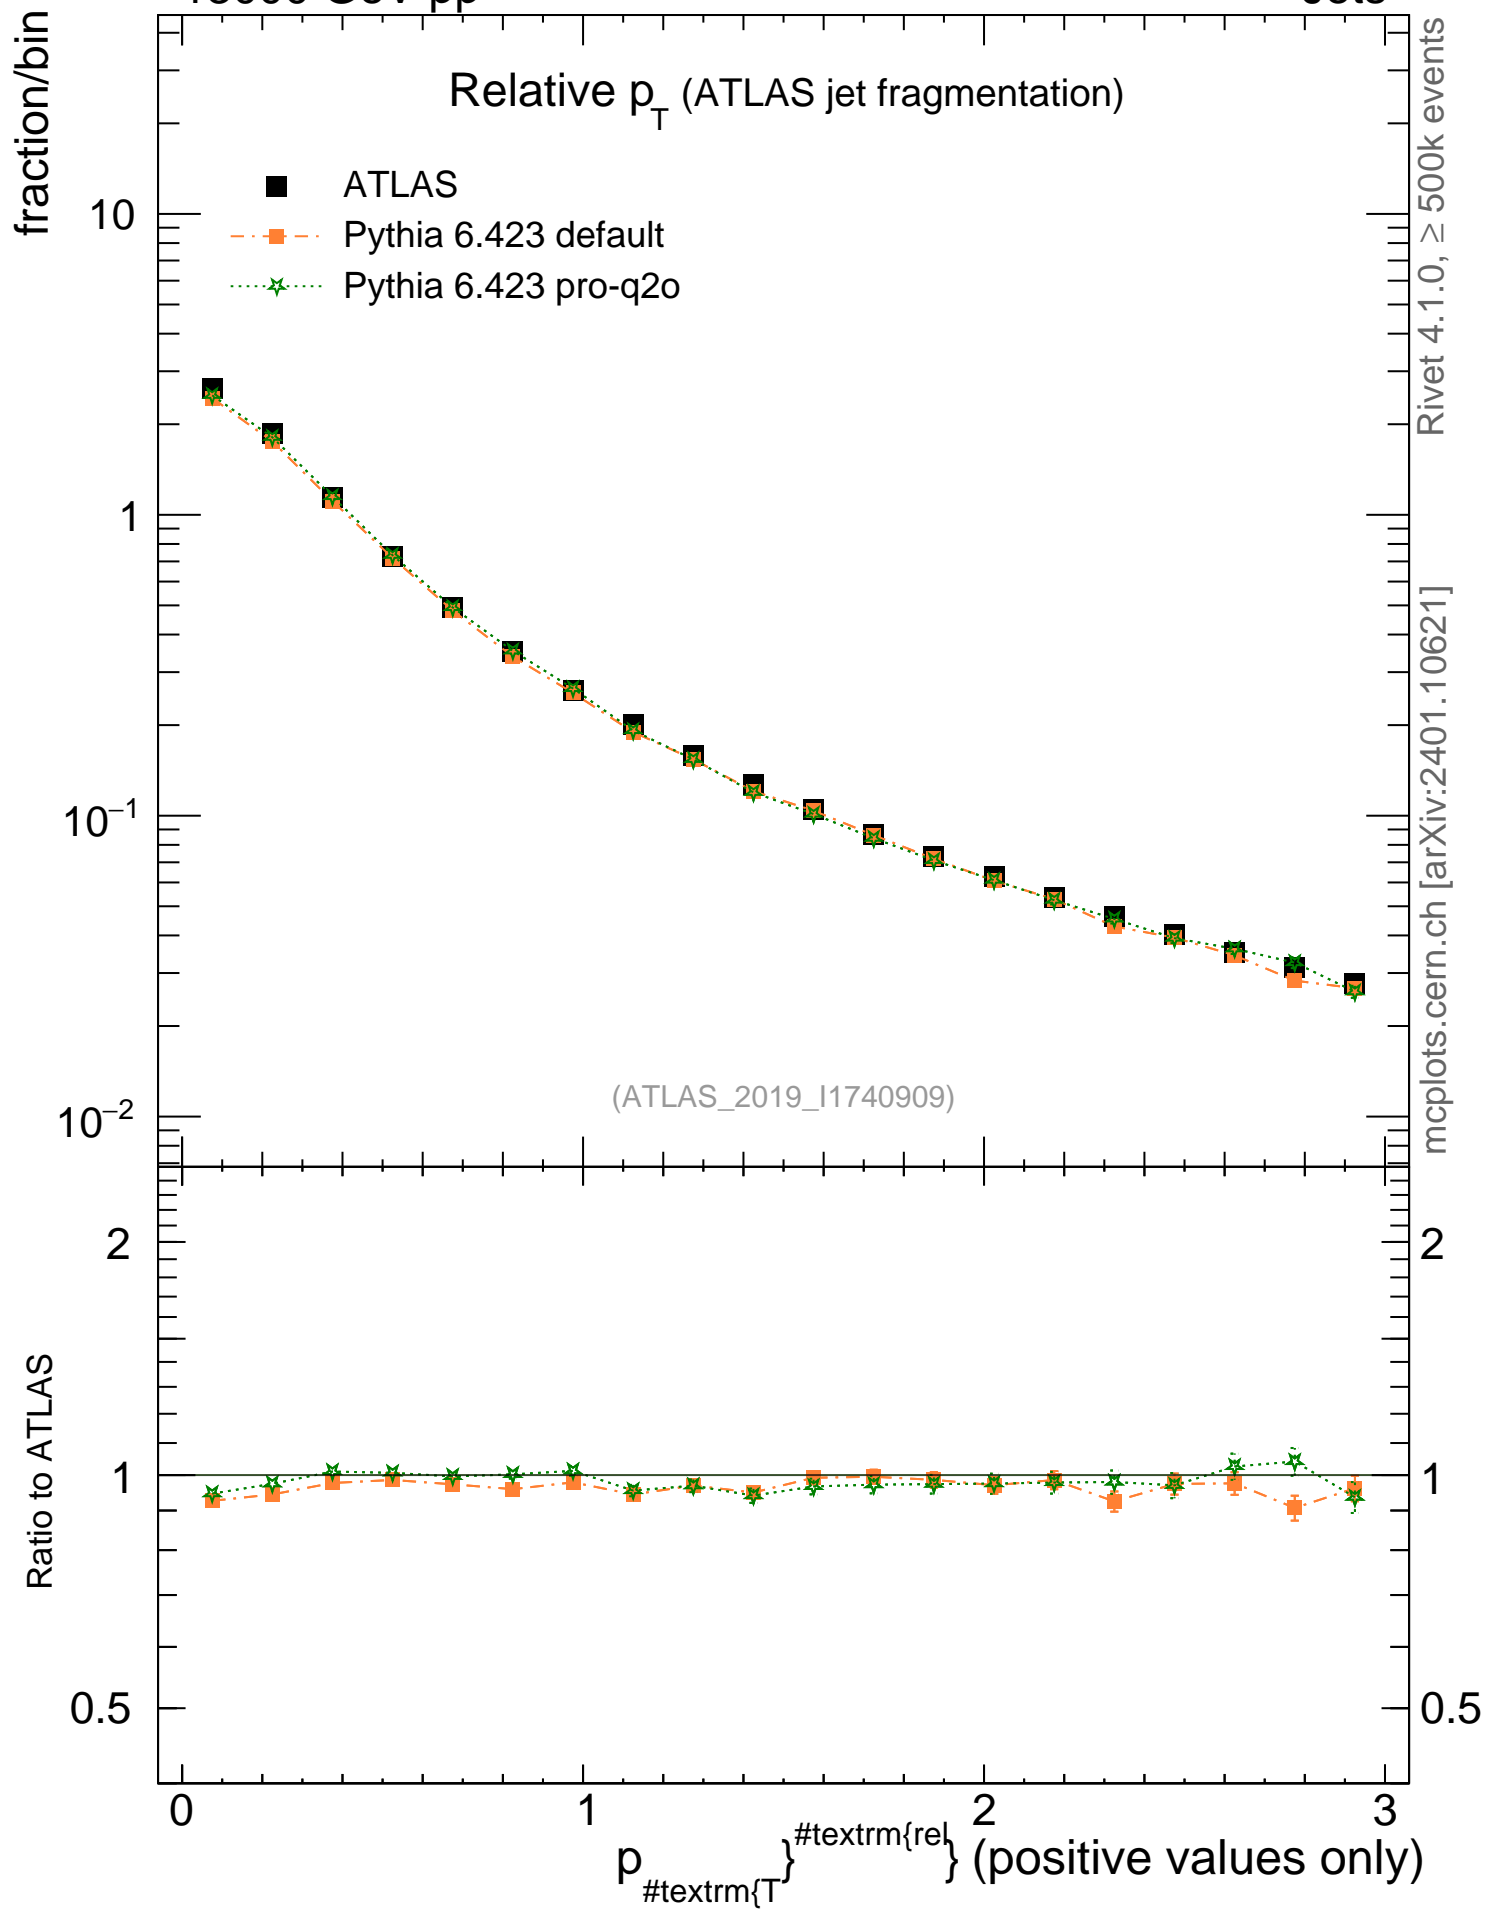 fraction/bin
Relative p_T (ATLAS jet fragmentation)
ATLAS
Pythia 6.423 default
Pythia 6.423 pro-q2o
10
1
10^−1
10^−2
(ATLAS_2019_I1740909)
Rivet 4.1.0, ≥ 500k events
mcplots.cern.ch [arXiv:2401.10621]
Ratio to ATLAS
2
1
0.5
2
1
0.5
0 1 2 3
p_#textrm{T}^#textrm{rel} (positive values only)